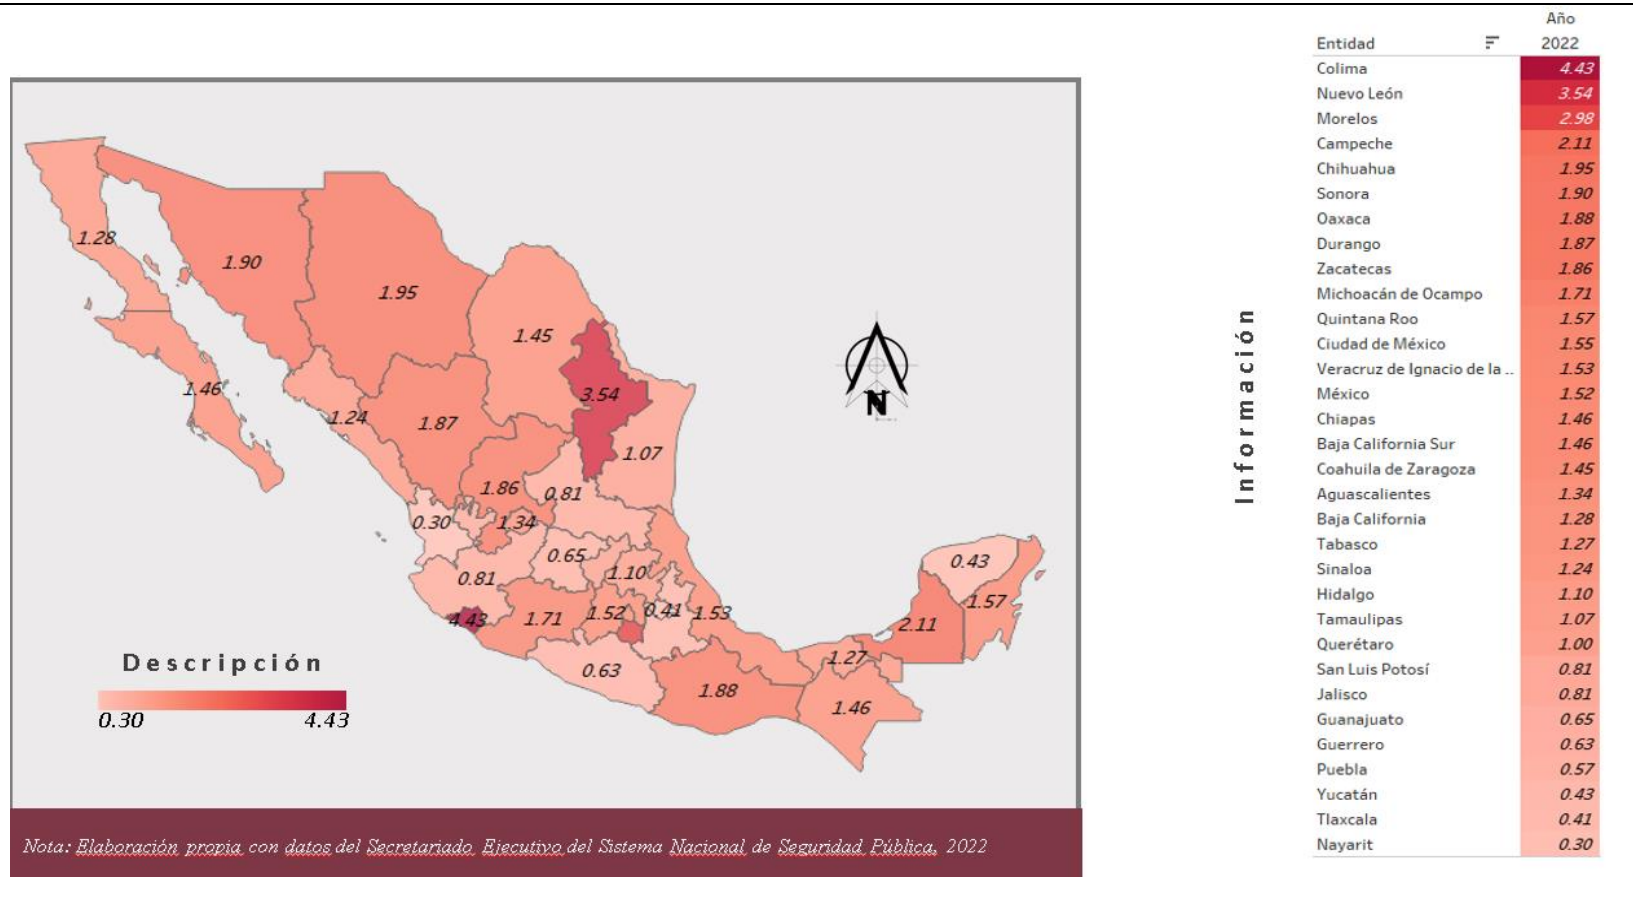 1.28
1.90
1.95
1.45
1.46
1.24
1.87
3.54
1.07
1.86
0.81
0.30
1.34
0.65
0.81
1.10
4.43
1.71
1.52
0.41
1.53
0.63
1.88
1.27
1.46
2.11
0.43
1.57
N
Descripción
0.30 4.43
Nota: Elaboración propia con datos del Secretariado Ejecutivo del Sistema Nacional de Seguridad Pública, 2022
Información
Año
Entidad 2022
Colima 4.43
Nuevo León 3.54
Morelos 2.98
Campeche 2.11
Chihuahua 1.95
Sonora 1.90
Oaxaca 1.88
Durango 1.87
Zacatecas 1.86
Michoacán de Ocampo 1.71
Quintana Roo 1.57
Ciudad de México 1.55
Veracruz de Ignacio de la .. 1.53
México 1.52
Chiapas 1.46
Baja California Sur 1.46
Coahuila de Zaragoza 1.45
Aguascalientes 1.34
Baja California 1.28
Tabasco 1.27
Sinaloa 1.24
Hidalgo 1.10
Tamaulipas 1.07
Querétaro 1.00
San Luis Potosí 0.81
Jalisco 0.81
Guanajuato 0.65
Guerrero 0.63
Puebla 0.57
Yucatán 0.43
Tlaxcala 0.41
Nayarit 0.30